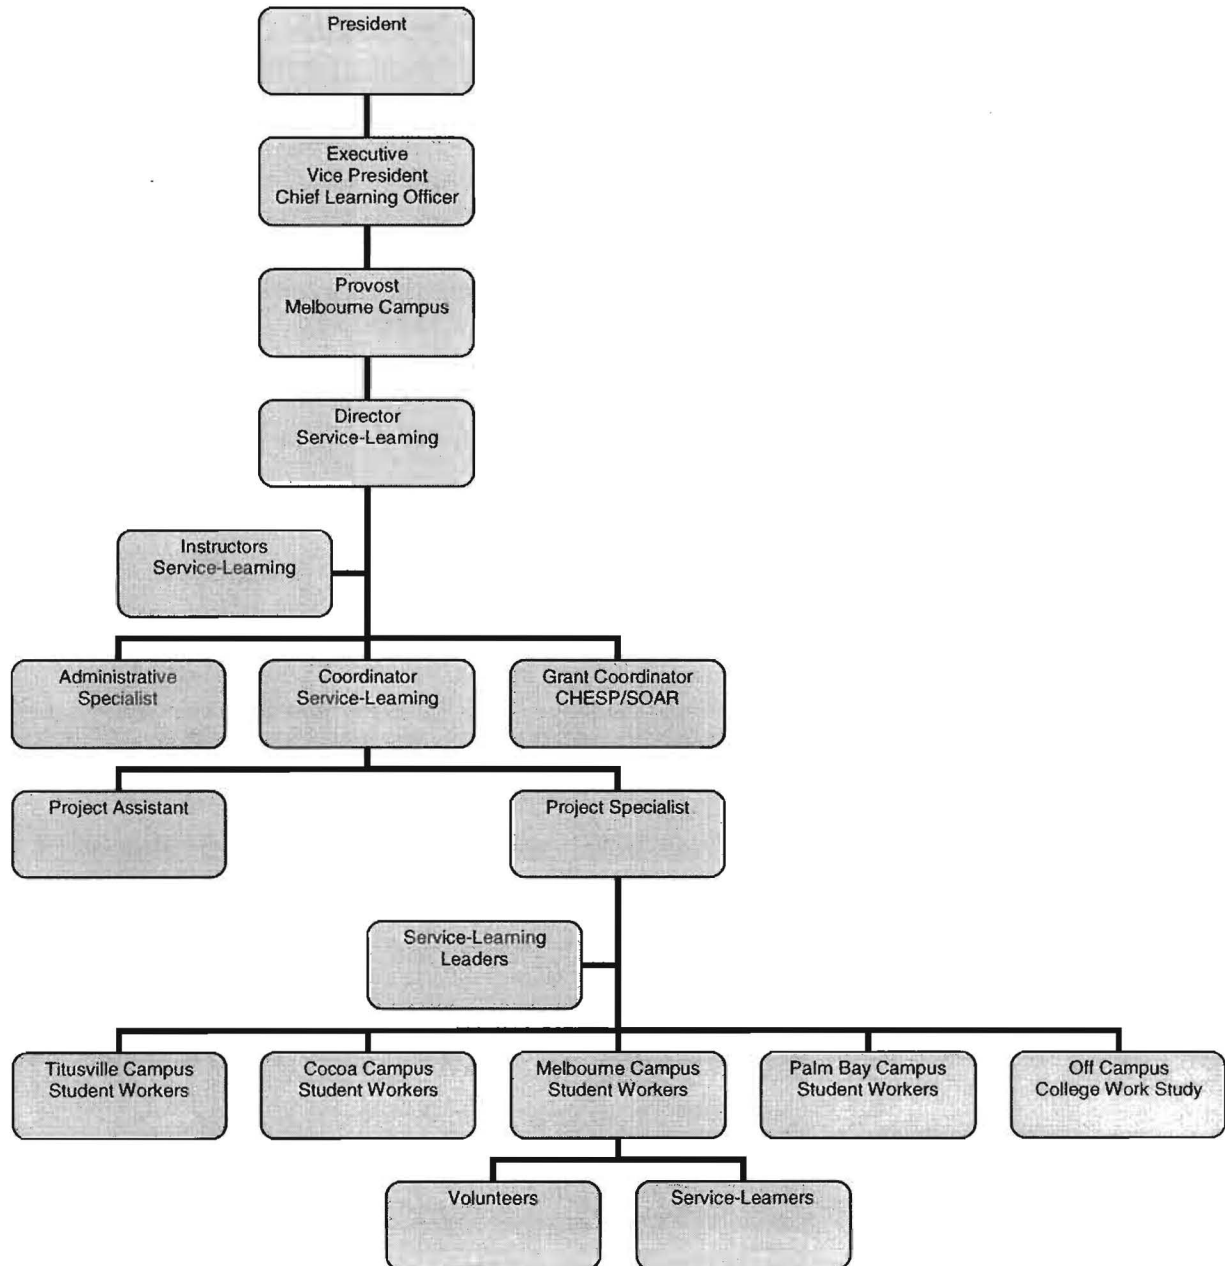 President
Executive
Vice President
Chief Learning Officer
Provost
Melbourne Campus
Director
Service-Learning
Instructors
Service-Learning
Administrative
Specialist
Coordinator
Service-Learning
Grant Coordinator
CHESP/SOAR
Project Assistant
Project Specialist
Service-Learning
Leaders
Titusville Campus
Student Workers
Cocoa Campus
Student Workers
Melbourne Campus
Student Workers
Palm Bay Campus
Student Workers
Off Campus
College Work Study
Volunteers
Service-Learners